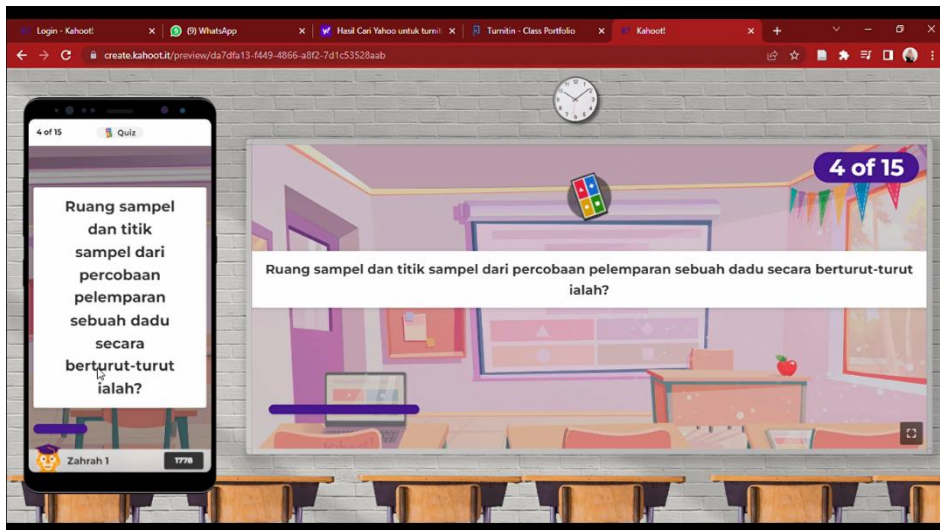 Login - Kahoot!
(9) WhatsApp
Hasil Cari Yahoo untuk turniti
Turnitin - Class Portfolio
Kahoot!
create.kahoot.it/preview/da7dfa13-f449-4866-a8f2-7d1c53528aab
4 of 15
Quiz
Ruang sampel
dan titik
sampel dari
percobaan
pelemparan
sebuah dadu
secara
berturut-turut
ialah?
Zahrah 1
1778
4 of 15
Ruang sampel dan titik sampel dari percobaan pelemparan sebuah dadu secara berturut-turut
ialah?